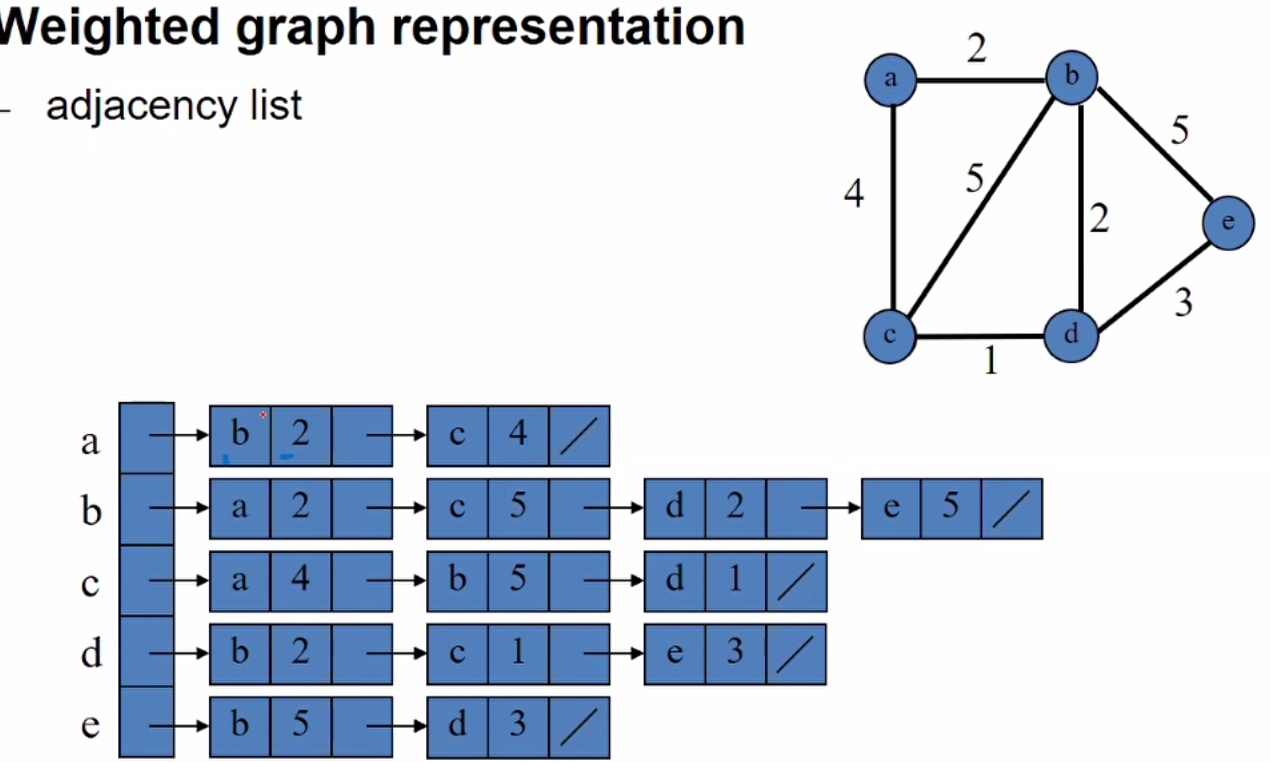 Weighted graph representation
- adjacency list
2
a b
5
4 5 2
e
3
c d
1
a b 2 c 4
b a 2 c 5 d 2 e 5
c a 4 b 5 d 1
d b 2 c 1 e 3
e b 5 d 3